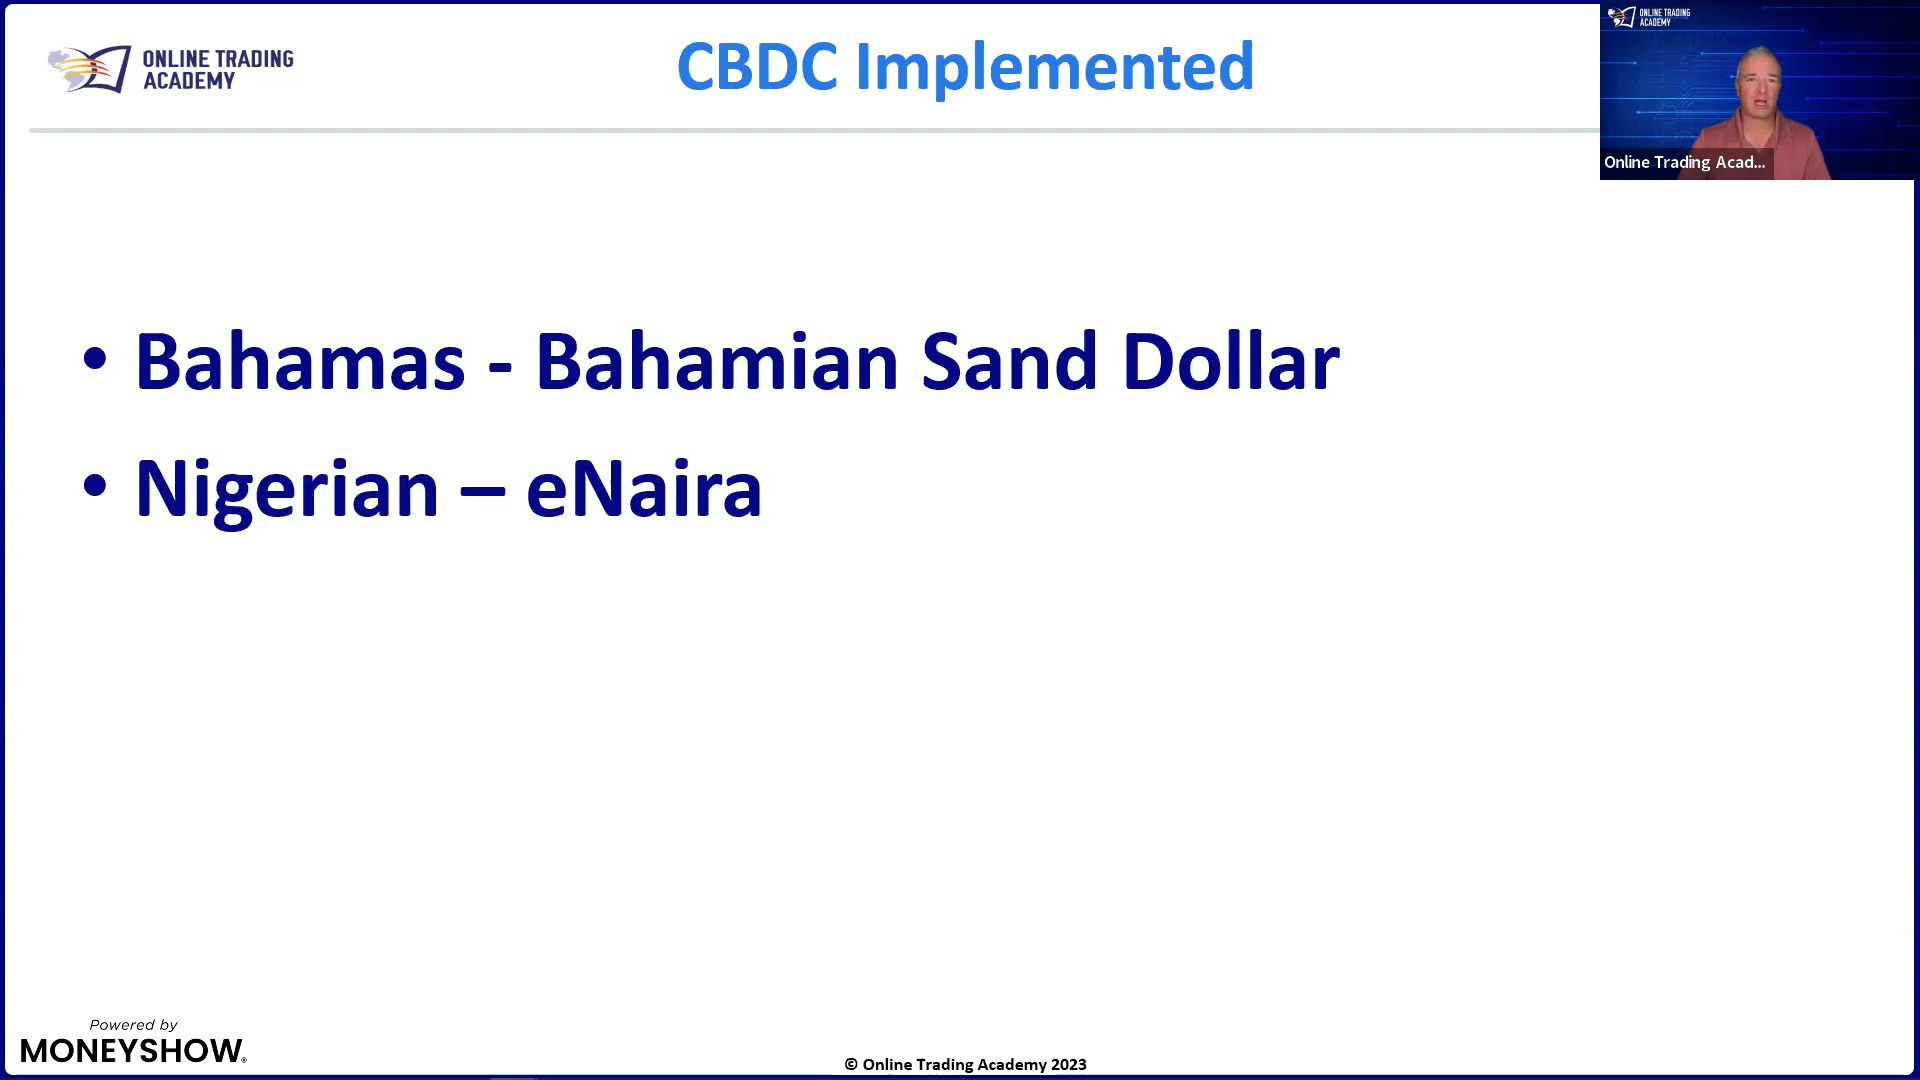 ONLINE TRADING
ACADEMY
CBDC Implemented
ONLINE TRADING
ACADEMY
Online Trading Acad...
• Bahamas - Bahamian Sand Dollar
• Nigerian – eNaira
Powered by
MONEYSHOW®
© Online Trading Academy 2023